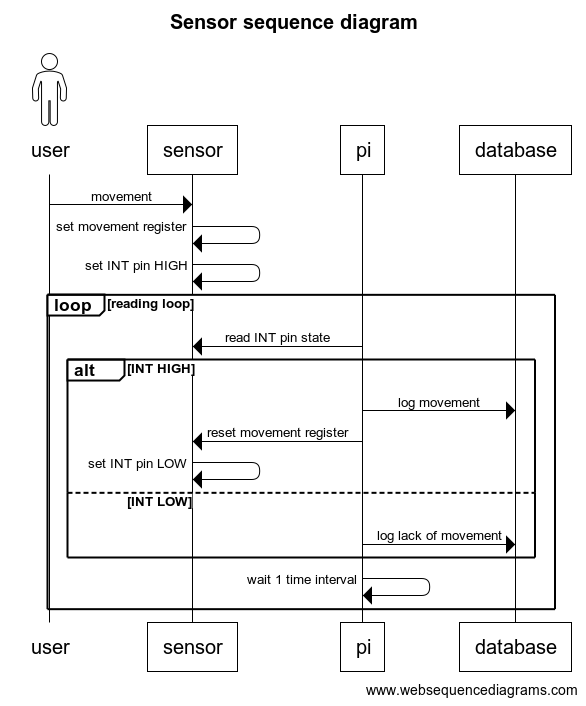 Sensor sequence diagram
user
sensor
pi
database
movement
set movement register
set INT pin HIGH
loop
[reading loop]
read INT pin state
alt
[INT HIGH]
log movement
reset movement register
set INT pin LOW
[INT LOW]
log lack of movement
wait 1 time interval
user
sensor
pi
database
www.websequencediagrams.com